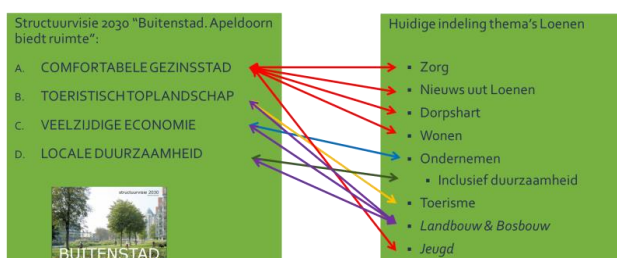 Structuurvisie 2030 "Buitenstad. Apeldoorn
biedt ruimte":
A. COMFORTABELE GEZINSSTAD
B. TOERISTISCH TOPLANDSCHAP
C. VEELZIJDIGE ECONOMIE
D. LOCALE DUURZAAMHEID
structuurvisie 2030
BUITENSTAD
Huidige indeling thema's Loenen
▪ Zorg
▪ Nieuws uut Loenen
▪ Dorpshart
▪ Wonen
▪ Ondernemen
▪ Inclusief duurzaamheid
▪ Toerisme
▪ Landbouw & Bosbouw
▪ Jeugd